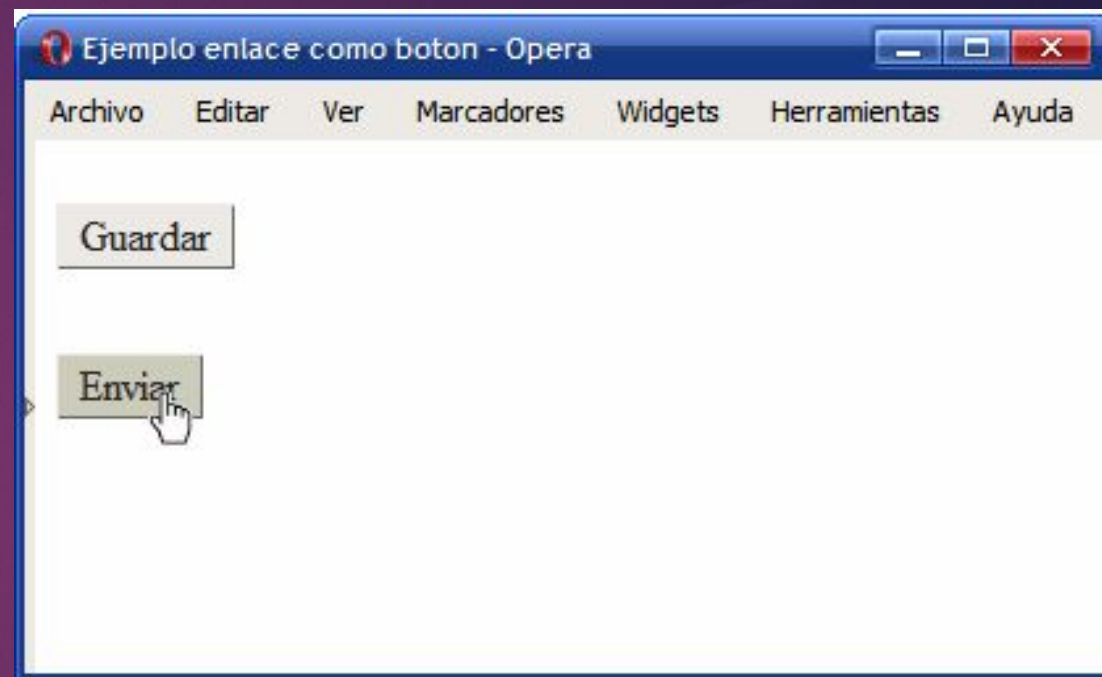 Ejemplo enlace como boton - Opera
Archivo Editar Ver Marcadores Widgets Herramientas Ayuda
Guardar
Enviar